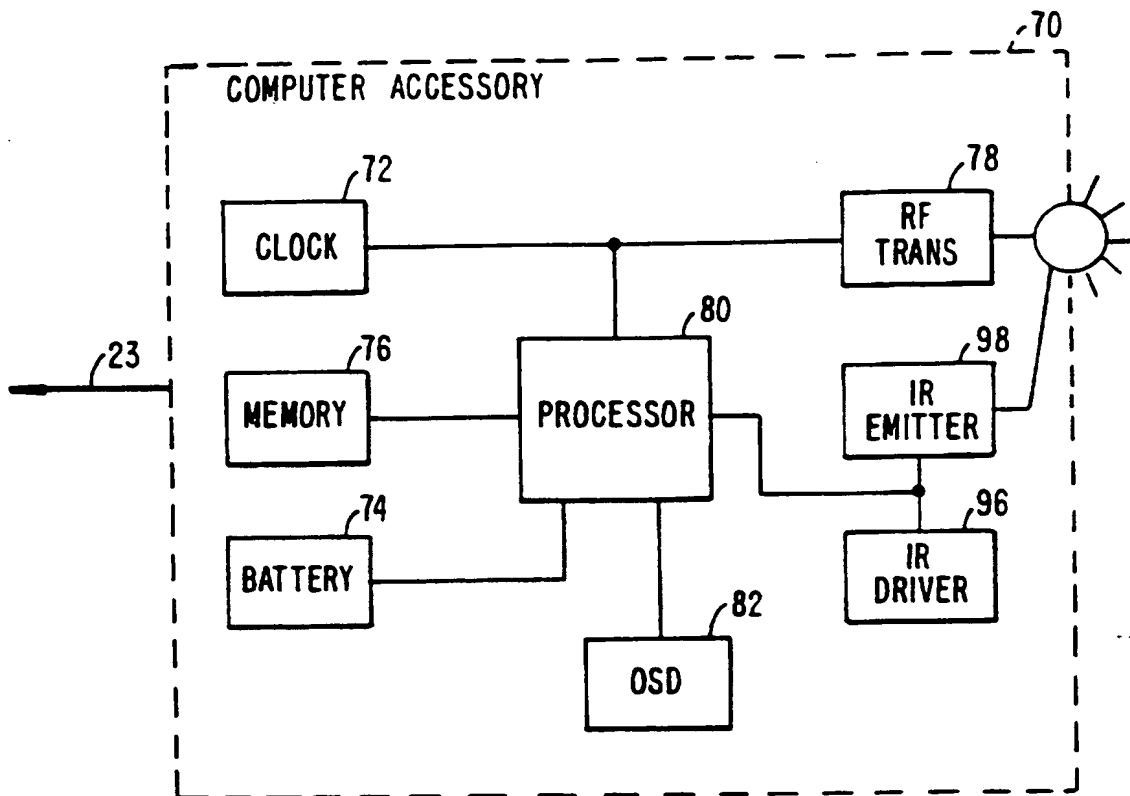 70
COMPUTER ACCESSORY
72
CLOCK
78
RF
TRANS
80
PROCESSOR
23
76
MEMORY
98
IR
EMITTER
74
BATTERY
96
IR
DRIVER
82
OSD